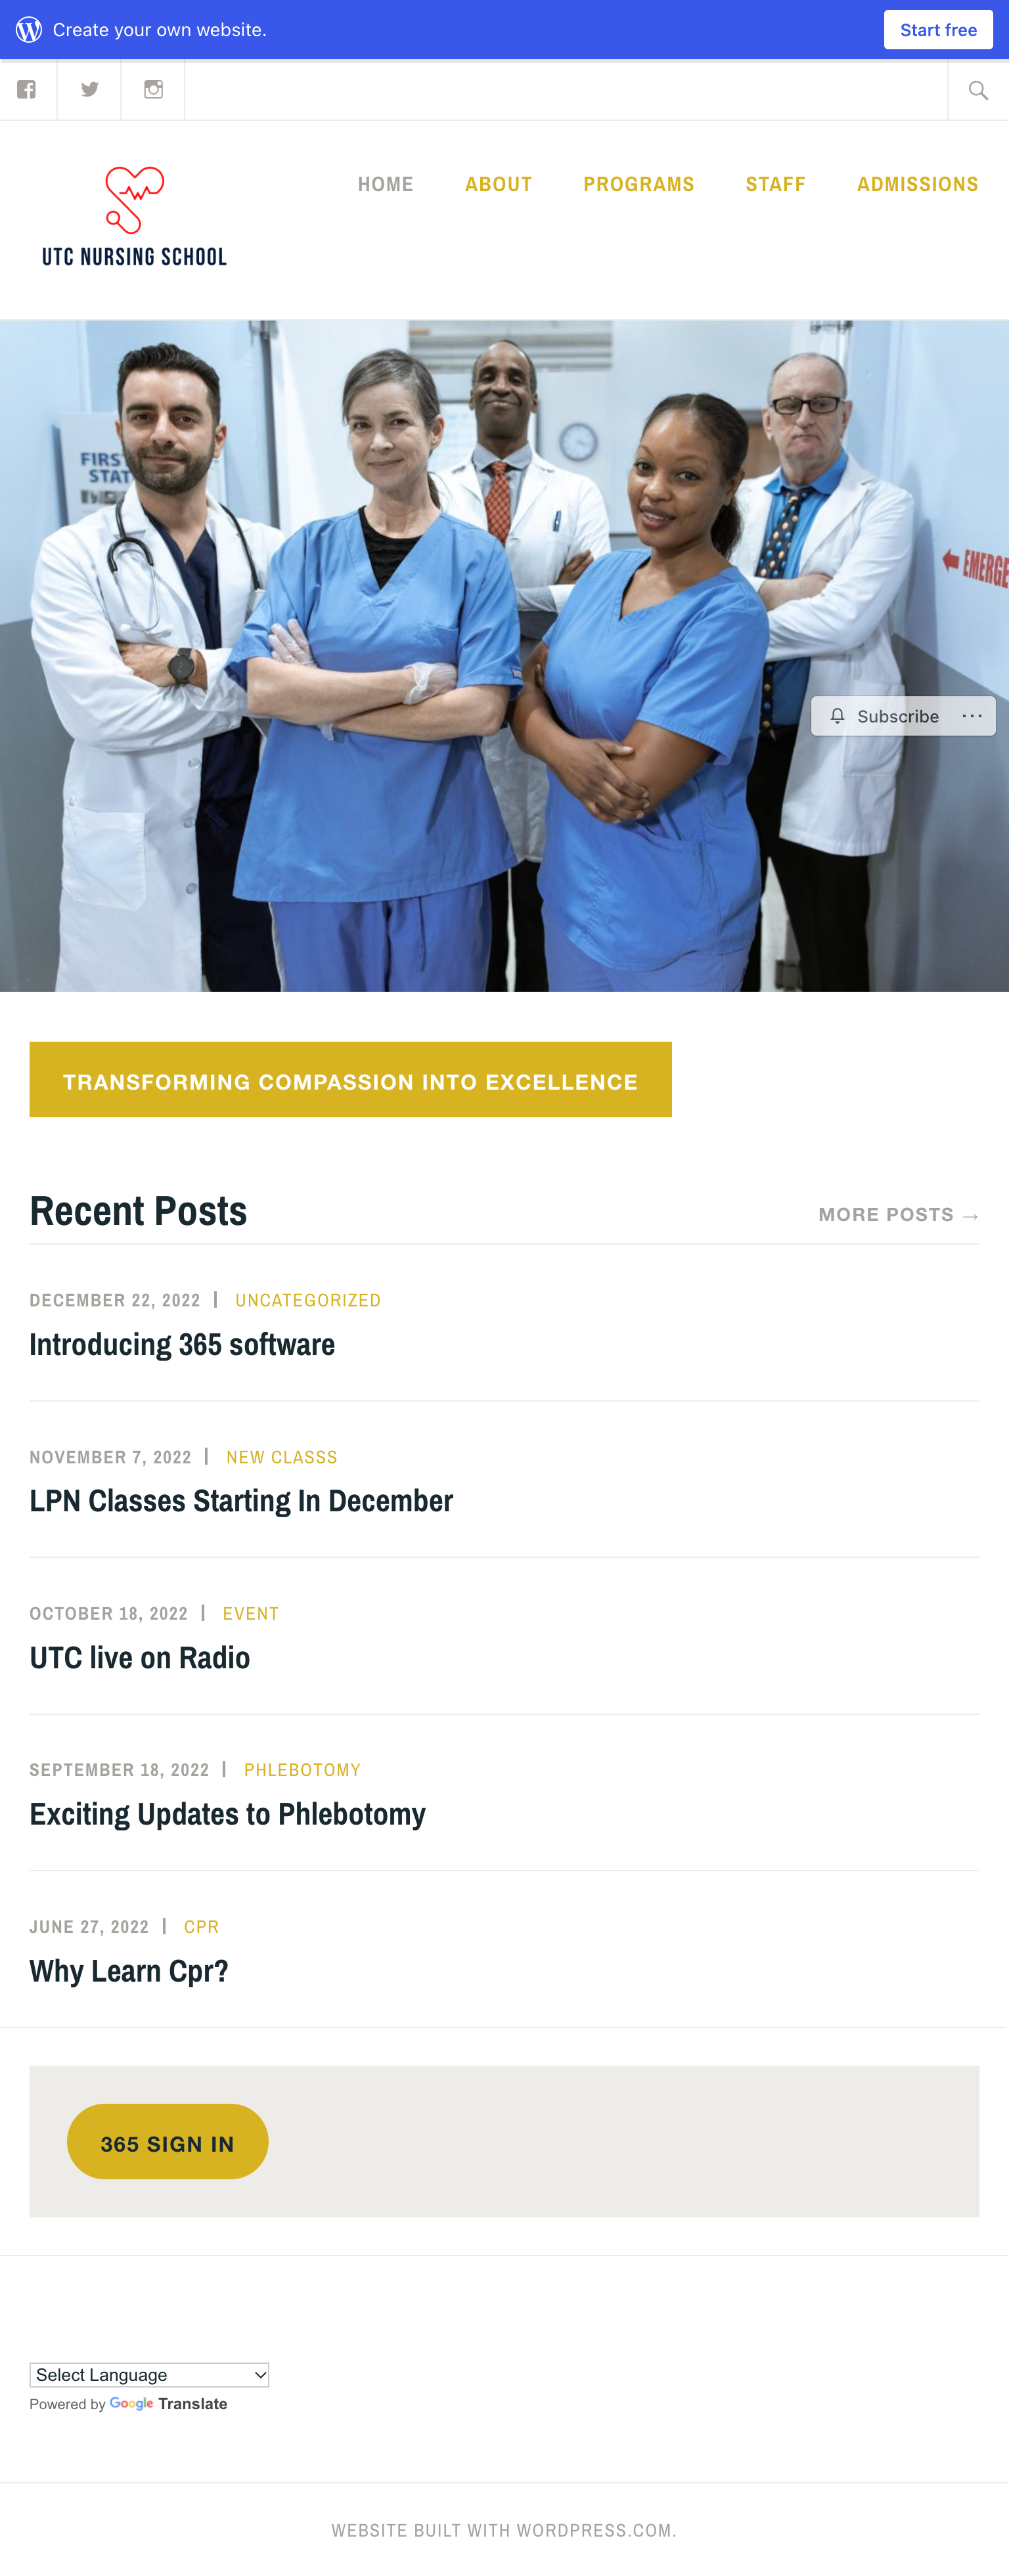 Create your own website.
Start free
HOME ABOUT PROGRAMS STAFF ADMISSIONS
UTC NURSING SCHOOL
FIRS
STAT
EMERGE
Subscribe ...
TRANSFORMING COMPASSION INTO EXCELLENCE
Recent Posts
MORE POSTS →
DECEMBER 22, 2022 | UNCATEGORIZED
Introducing 365 software
NOVEMBER 7, 2022 | NEW CLASSS
LPN Classes Starting In December
OCTOBER 18, 2022 | EVENT
UTC live on Radio
SEPTEMBER 18, 2022 | PHLEBOTOMY
Exciting Updates to Phlebotomy
JUNE 27, 2022 | CPR
Why Learn Cpr?
365 SIGN IN
Select Language
Powered by Google Translate
WEBSITE BUILT WITH WORDPRESS.COM.